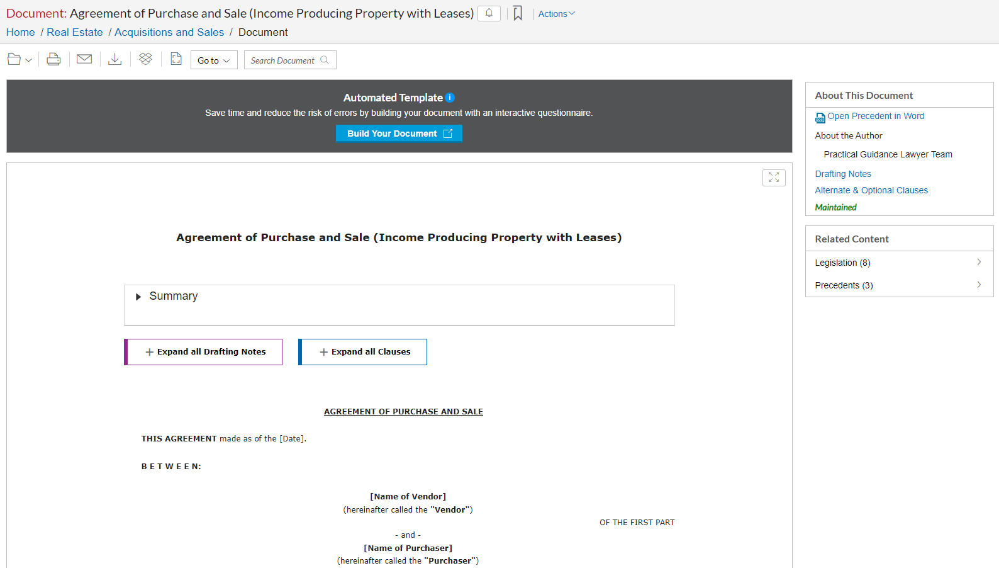 Document: Agreement of Purchase and Sale (Income Producing Property with Leases)
Actions
Home / Real Estate / Acquisitions and Sales / Document
Go to
Search Document
Automated Template
Save time and reduce the risk of errors by building your document with an interactive questionnaire.
Build Your Document
Agreement of Purchase and Sale (Income Producing Property with Leases)
Summary
+ Expand all Drafting Notes
+ Expand all Clauses
AGREEMENT OF PURCHASE AND SALE
THIS AGREEMENT made as of the [Date].
B E T W E E N:
[Name of Vendor]
(hereinafter called the "Vendor")
OF THE FIRST PART
- and -
[Name of Purchaser]
(hereinafter called the "Purchaser")
About This Document
Open Precedent in Word
About the Author
Practical Guidance Lawyer Team
Drafting Notes
Alternate & Optional Clauses
Maintained
Related Content
Legislation (8)
Precedents (3)